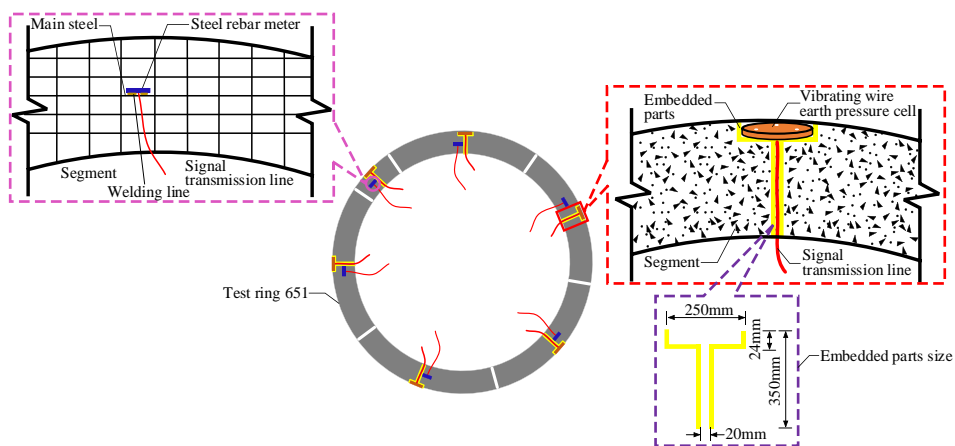 Main steel
Steel rebar meter
Segment
Signal
transmission line
Welding line
Test ring 651
Embedded
parts
Vibrating wire
earth pressure cell
Segment
Signal
transmission line
250mm
24mm
350mm
20mm
Embedded parts size